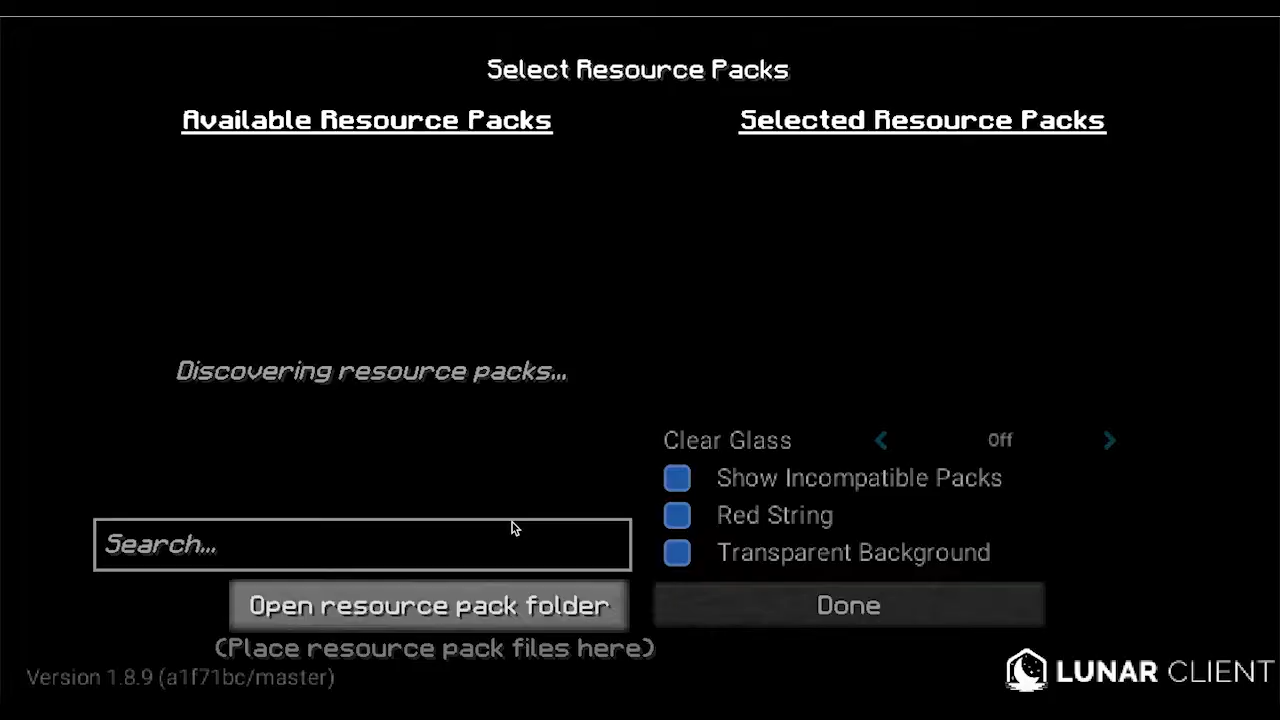 Select Resource Packs
Available Resource Packs
Selected Resource Packs
Discovering resource packs...
Clear Glass
Off
Show Incompatible Packs
Red String
Transparent Background
Search...
Open resource pack folder
Done
(Place resource pack files here)
Version 1.8.9 (a1f71bc/master)
LUNAR CLIENT